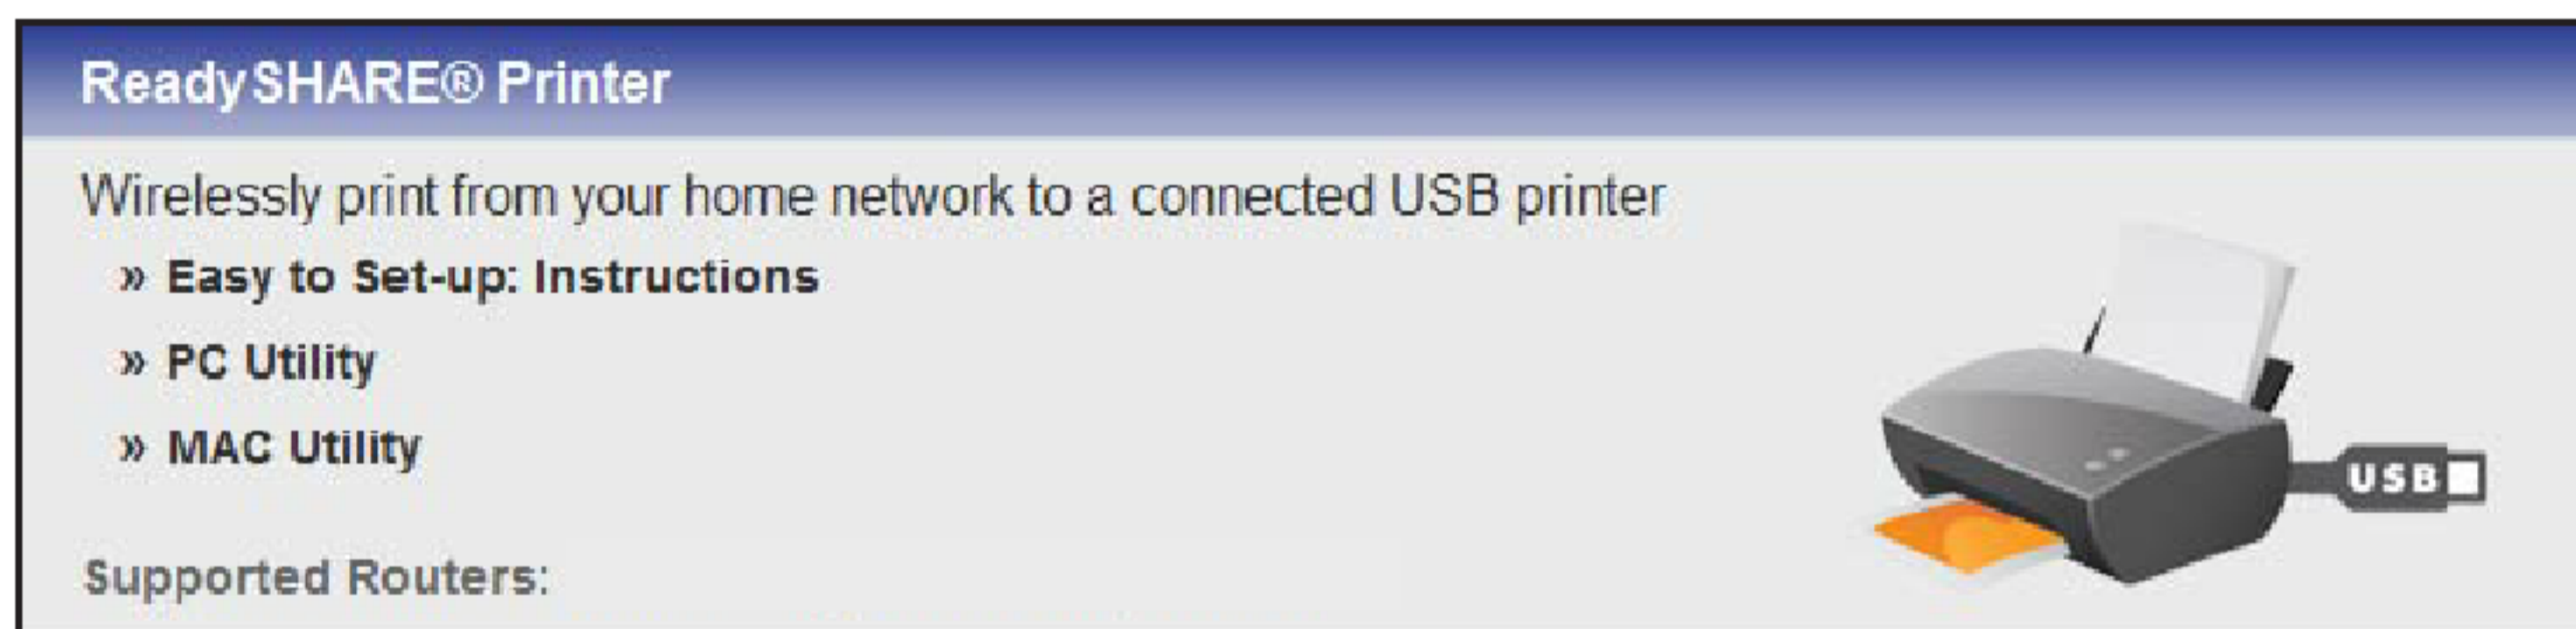 ReadySHARE® Printer
Wirelessly print from your home network to a connected USB printer
» Easy to Set-up: Instructions
» PC Utility
» MAC Utility
USB
Supported Routers: